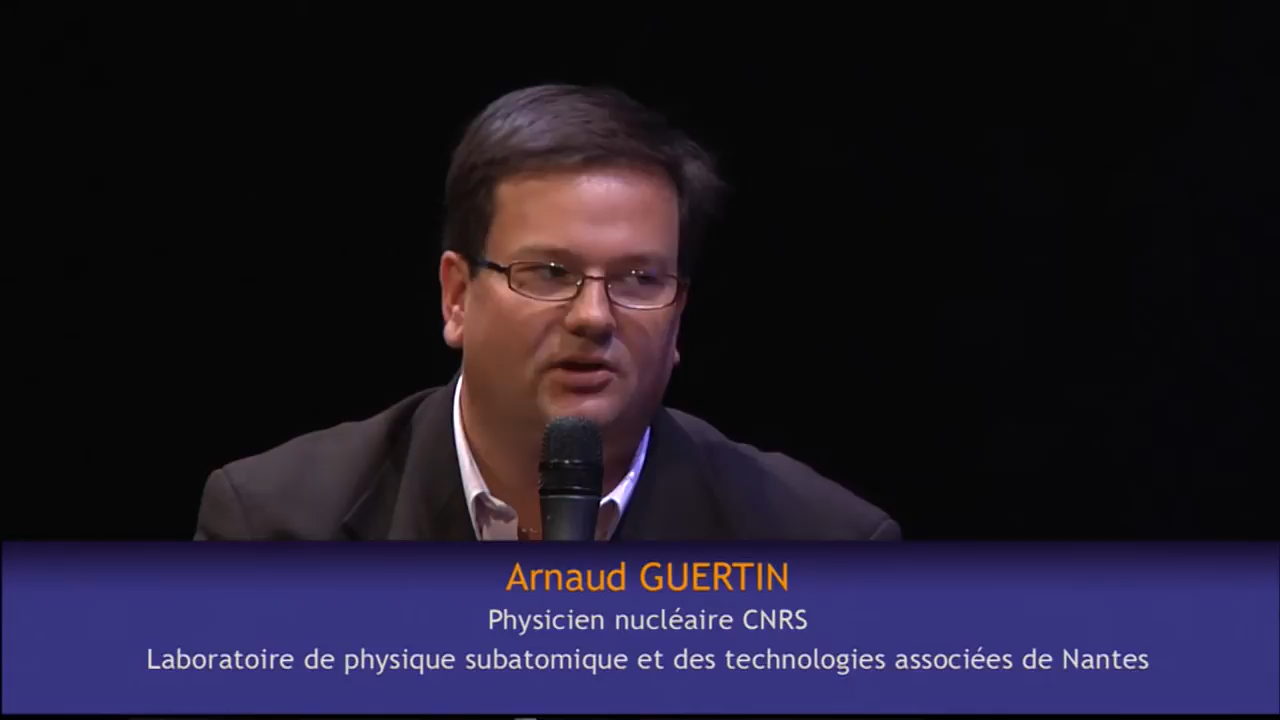 Arnaud GUERTIN
Physicien nucléaire CNRS
Laboratoire de physique subatomique et des technologies associées de Nantes